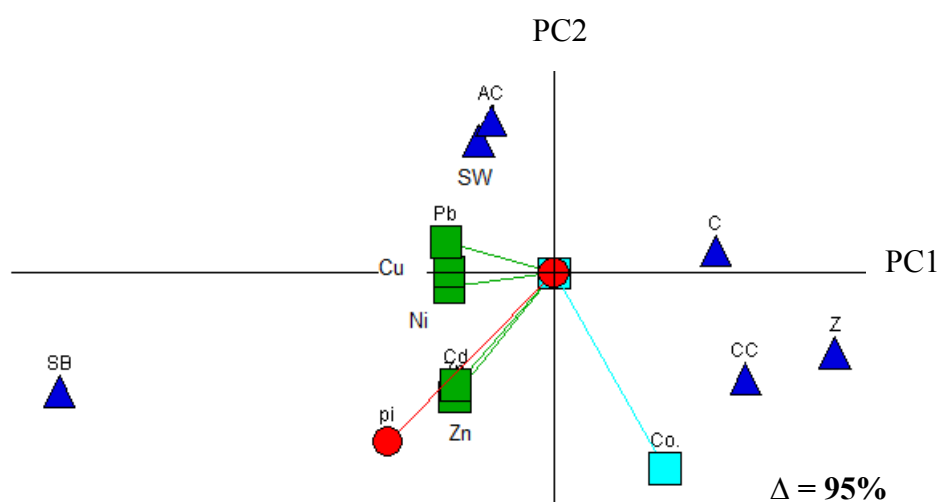 PC2
AC
SW
Pb
C
Cu
PC1
Ni
Z
Cd
CC
SB
pi
Zn
Co.
Δ = 95%